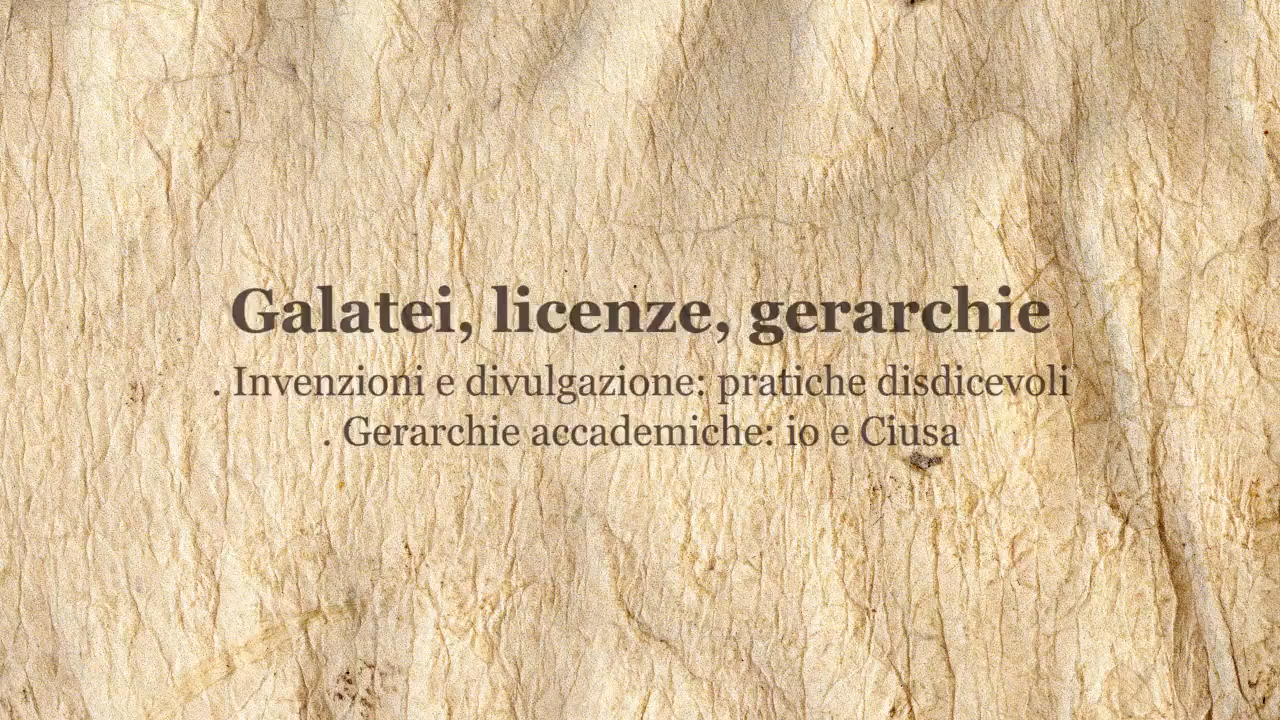 Galatei, licenze, gerarchie
. Invenzioni e divulgazione: pratiche disdicevoli
. Gerarchie accademiche: io e Ciusa